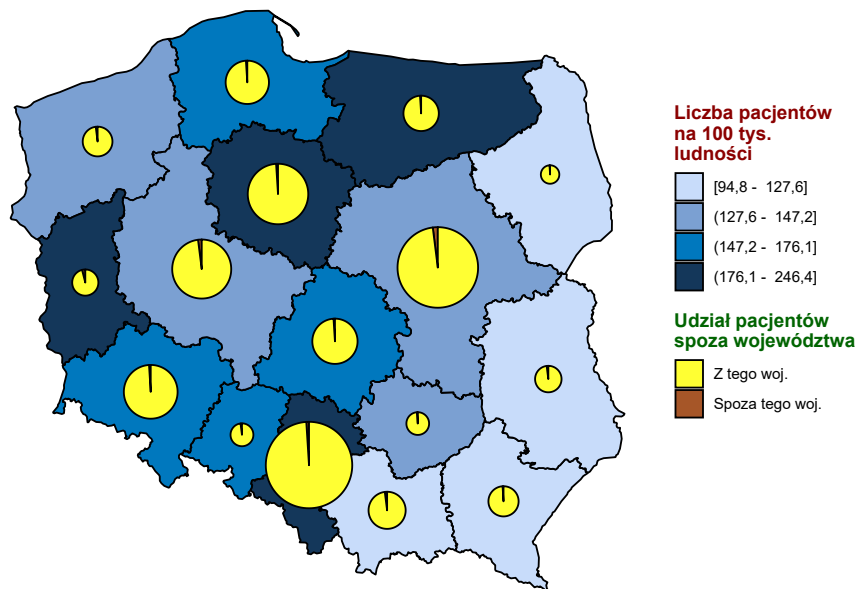 Liczba pacjentów
na 100 tys.
ludności
[94,8 - 127,6]
(127,6 - 147,2]
(147,2 - 176,1]
(176,1 - 246,4]
Udział pacjentów
spoza województwa
Z tego woj.
Spoza tego woj.